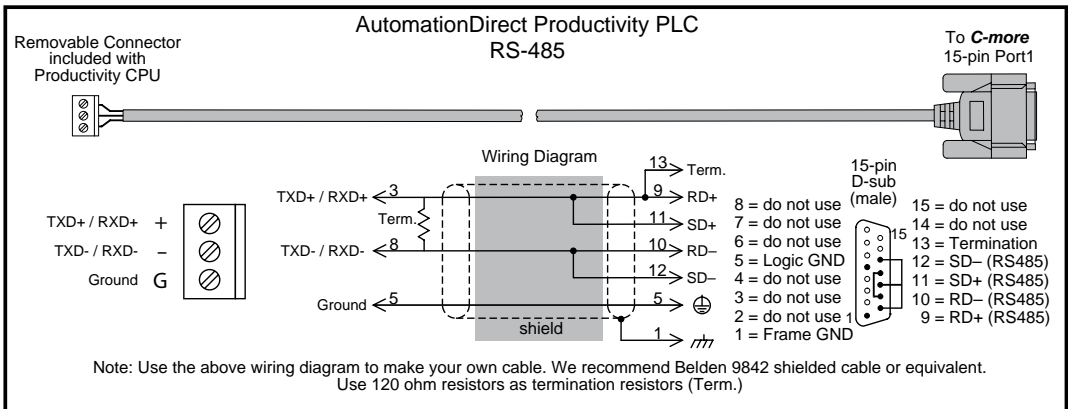 AutomationDirect Productivity PLC
RS-485
Removable Connector
included with
Productivity CPU
To C-more
15-pin Port1
Wiring Diagram
TXD+ / RXD+ 3
Term.
TXD- / RXD- 8
Ground 5
shield
13 Term.
9 RD+
11 SD+
10 RD–
12 SD–
5
1
TXD+ / RXD+ +
TXD- / RXD- –
Ground G
8 = do not use
7 = do not use
6 = do not use
5 = Logic GND
4 = do not use
3 = do not use
2 = do not use
1 = Frame GND
15-pin
D-sub
(male)
15
1
15 = do not use
14 = do not use
13 = Termination
12 = SD– (RS485)
11 = SD+ (RS485)
10 = RD– (RS485)
9 = RD+ (RS485)
Note: Use the above wiring diagram to make your own cable. We recommend Belden 9842 shielded cable or equivalent.
Use 120 ohm resistors as termination resistors (Term.)